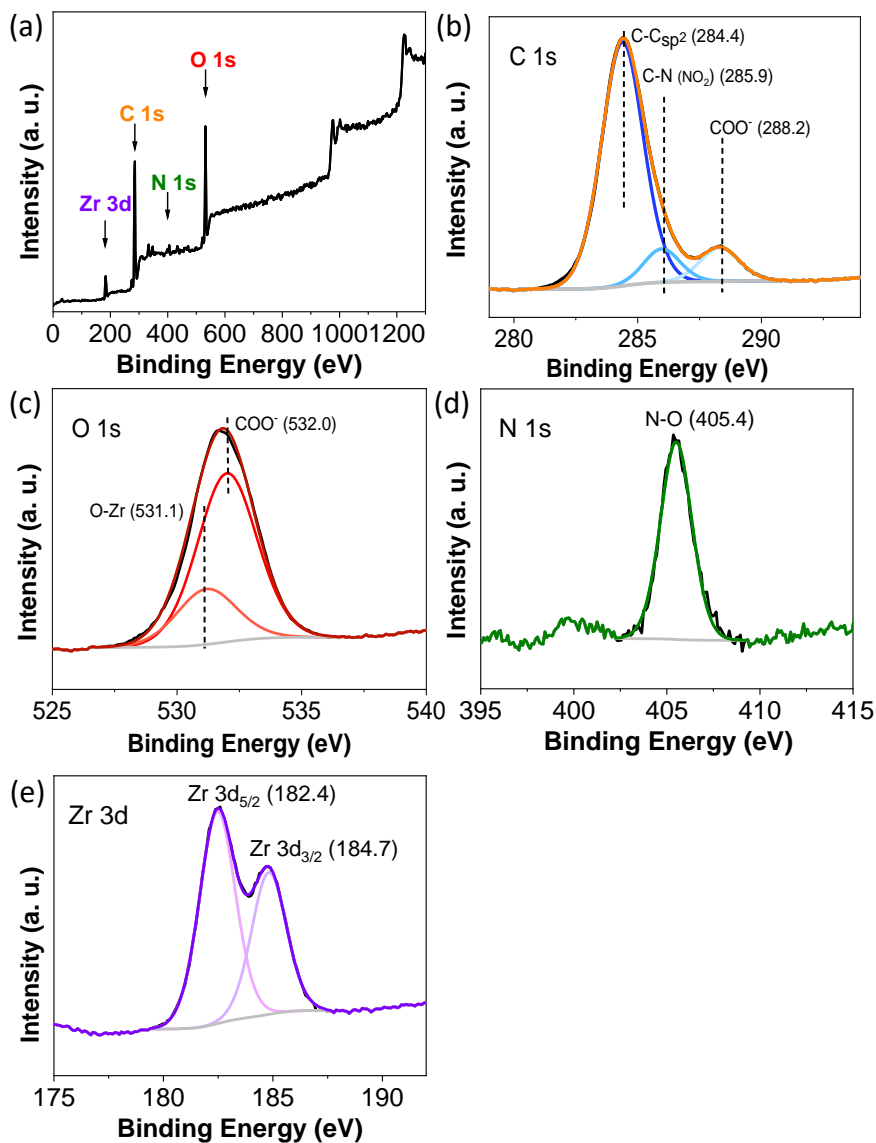 (a)
O 1s
C 1s
N 1s
Zr 3d
Intensity (a. u.)
0 200 400 600 800 1000 1200
Binding Energy (eV)
(b)
C 1s
C-Csp² (284.4)
C-N (NO₂) (285.9)
COO⁻ (288.2)
Intensity (a. u.)
280 285 290
Binding Energy (eV)
(c)
O 1s
COO⁻ (532.0)
O-Zr (531.1)
Intensity (a. u.)
525 530 535 540
Binding Energy (eV)
(d)
N 1s
N-O (405.4)
Intensity (a. u.)
395 400 405 410 415
Binding Energy (eV)
(e)
Zr 3d
Zr 3d₅/₂ (182.4)
Zr 3d₃/₂ (184.7)
Intensity (a. u.)
175 180 185 190
Binding Energy (eV)